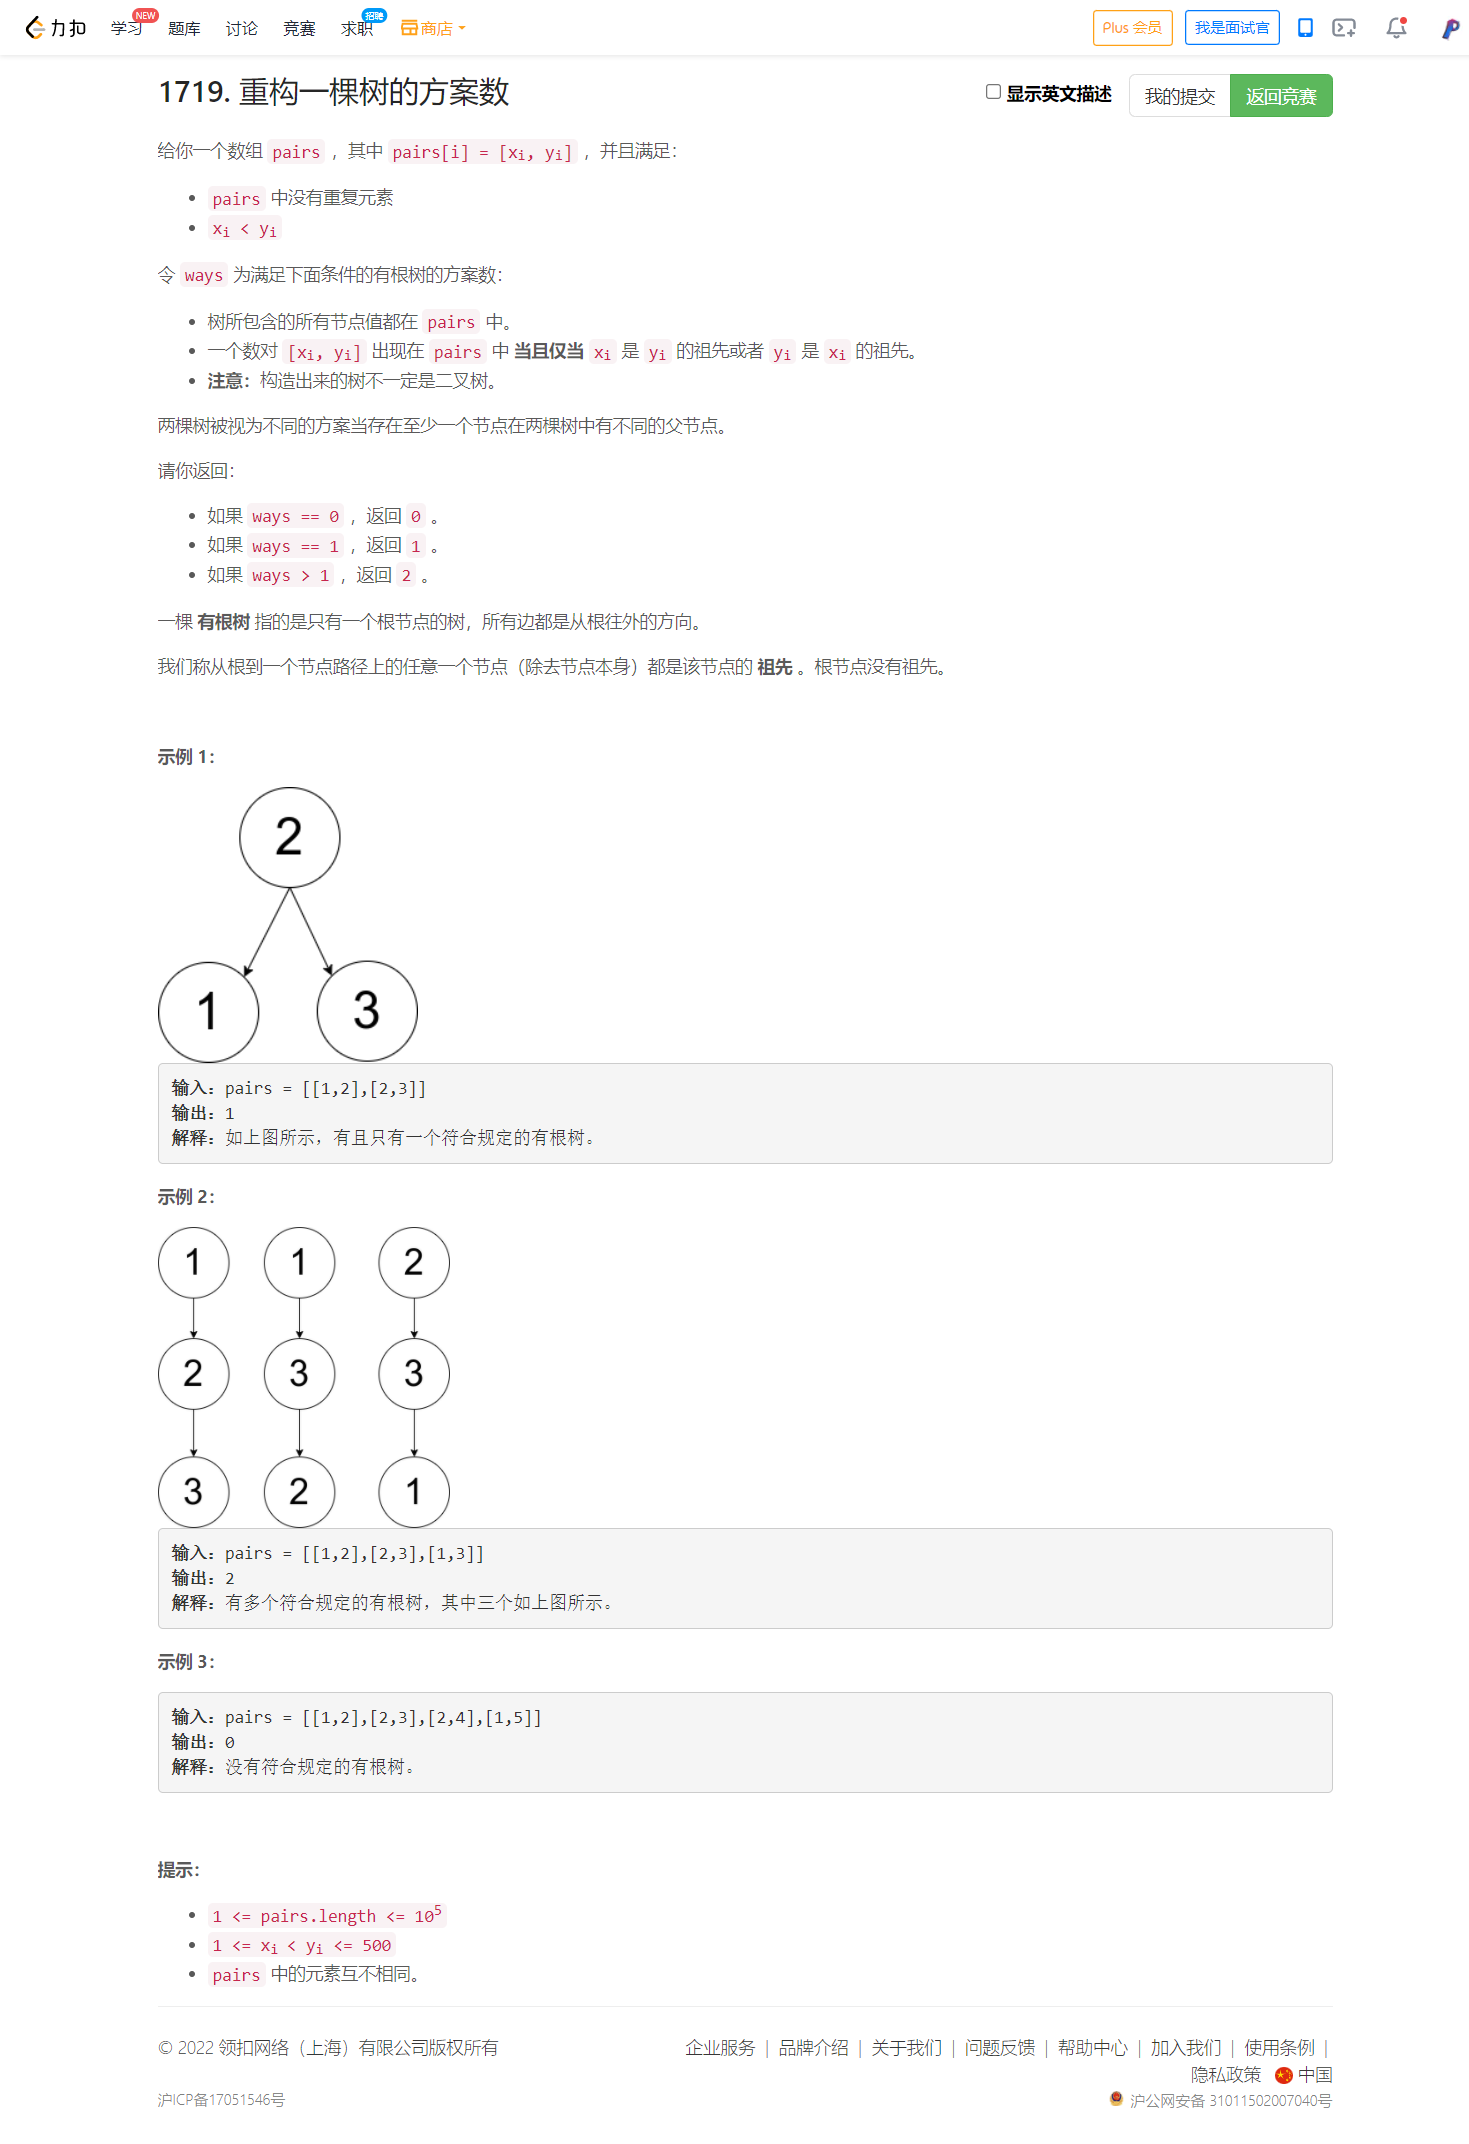 力扣 学习 NEW 题库 讨论 竞赛 求职 招聘 商店 Plus 会员 我是面试官
1719. 重构一棵树的方案数 显示英文描述 我的提交 返回竞赛
给你一个数组 pairs ，其中 pairs[i] = [xi, yi] ，并且满足：
pairs 中没有重复元素
xi < yi
令 ways 为满足下面条件的有根树的方案数：
树所包含的所有节点值都在 pairs 中。
一个数对 [xi, yi] 出现在 pairs 中 当且仅当 xi 是 yi 的祖先或者 yi 是 xi 的祖先。
注意：构造出来的树不一定是二叉树。
两棵树被视为不同的方案当存在至少一个节点在两棵树中有不同的父节点。
请你返回：
如果 ways == 0 ，返回 0 。
如果 ways == 1 ，返回 1 。
如果 ways > 1 ，返回 2 。
一棵 有根树 指的是只有一个根节点的树，所有边都是从根往外的方向。
我们称从根到一个节点路径上的任意一个节点（除去节点本身）都是该节点的 祖先 。根节点没有祖先。
示例 1：
2
1 3
输入：pairs = [[1,2],[2,3]]
输出：1
解释：如上图所示，有且只有一个符合规定的有根树。
示例 2：
1 1 2
2 3 3
3 2 1
输入：pairs = [[1,2],[2,3],[1,3]]
输出：2
解释：有多个符合规定的有根树，其中三个如上图所示。
示例 3：
输入：pairs = [[1,2],[2,3],[2,4],[1,5]]
输出：0
解释：没有符合规定的有根树。
提示：
1 <= pairs.length <= 10^5
1 <= xi < yi <= 500
pairs 中的元素互不相同。
© 2022 领扣网络（上海）有限公司版权所有 企业服务 | 品牌介绍 | 关于我们 | 问题反馈 | 帮助中心 | 加入我们 | 使用条例 |
隐私政策 中国
沪ICP备17051546号 沪公网安备 31011502007040号